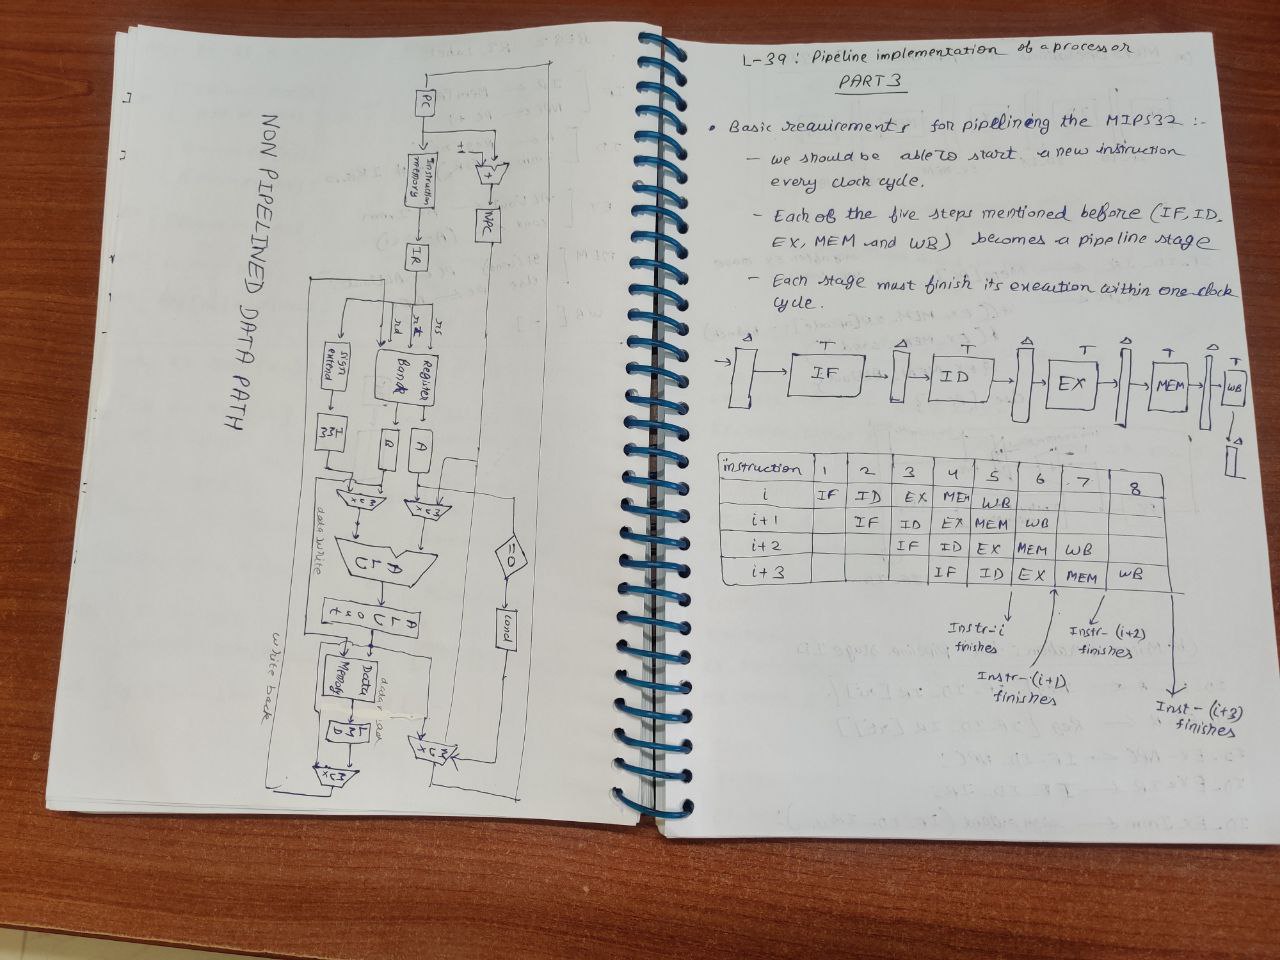 NON PIPELINED DATA PATH
PC
+1
+
NPC
Instruction
memory
IR
rs
rt
rd
Register
Bank
sign
extend
A
B
IMM
MUX
MUX
=0
cond
ALU
ALU
out
data write
Data
Memory
LMD
MUX
MUX
write back
L-39: Pipeline implementation of a processor
PART3
• Basic requirements for pipelining the MIPS32 :-
- we should be able to start a new instruction
every clock cycle.
- Each of the five steps mentioned before (IF, ID,
EX, MEM and WB) becomes a pipeline stage
- Each stage must finish its execution within one clock
cycle.
Δ T Δ T Δ T Δ T Δ T
IF ID EX MEM WB
Δ
instruction 1 2 3 4 5 6 7 8
i IF ID EX MEM WB
i+1 IF ID EX MEM WB
i+2 IF ID EX MEM WB
i+3 IF ID EX MEM WB
Instr-i
finishes
Instr-(i+1)
finishes
Instr-(i+2)
finishes
Inst-(i+3)
finishes